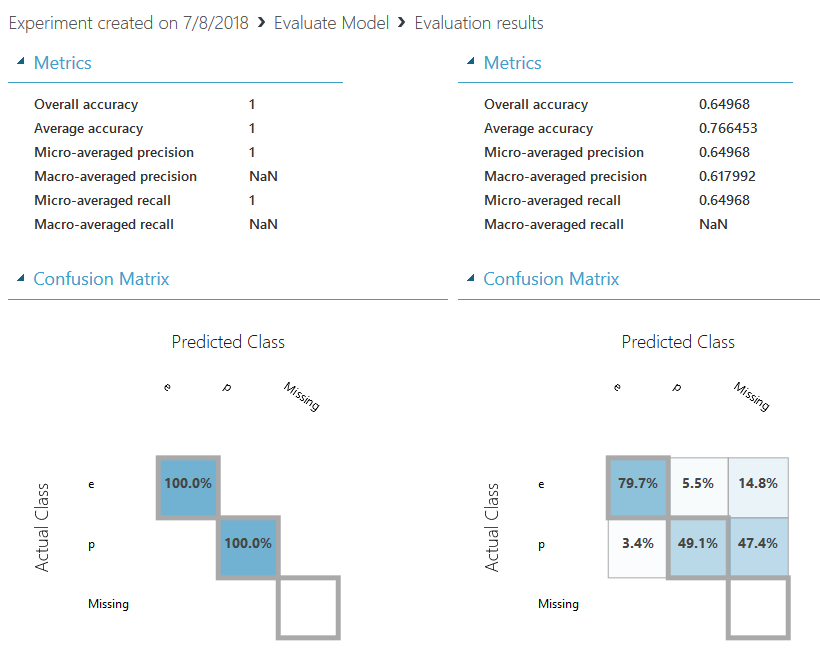 Experiment created on 7/8/2018 › Evaluate Model › Evaluation results
Metrics
Overall accuracy 1
Average accuracy 1
Micro-averaged precision 1
Macro-averaged precision NaN
Micro-averaged recall 1
Macro-averaged recall NaN
Confusion Matrix
Predicted Class
e p Missing
Actual Class
e 100.0%
p 100.0%
Missing
Metrics
Overall accuracy 0.64968
Average accuracy 0.766453
Micro-averaged precision 0.64968
Macro-averaged precision 0.617992
Micro-averaged recall 0.64968
Macro-averaged recall NaN
Confusion Matrix
Predicted Class
e p Missing
Actual Class
e 79.7% 5.5% 14.8%
p 3.4% 49.1% 47.4%
Missing